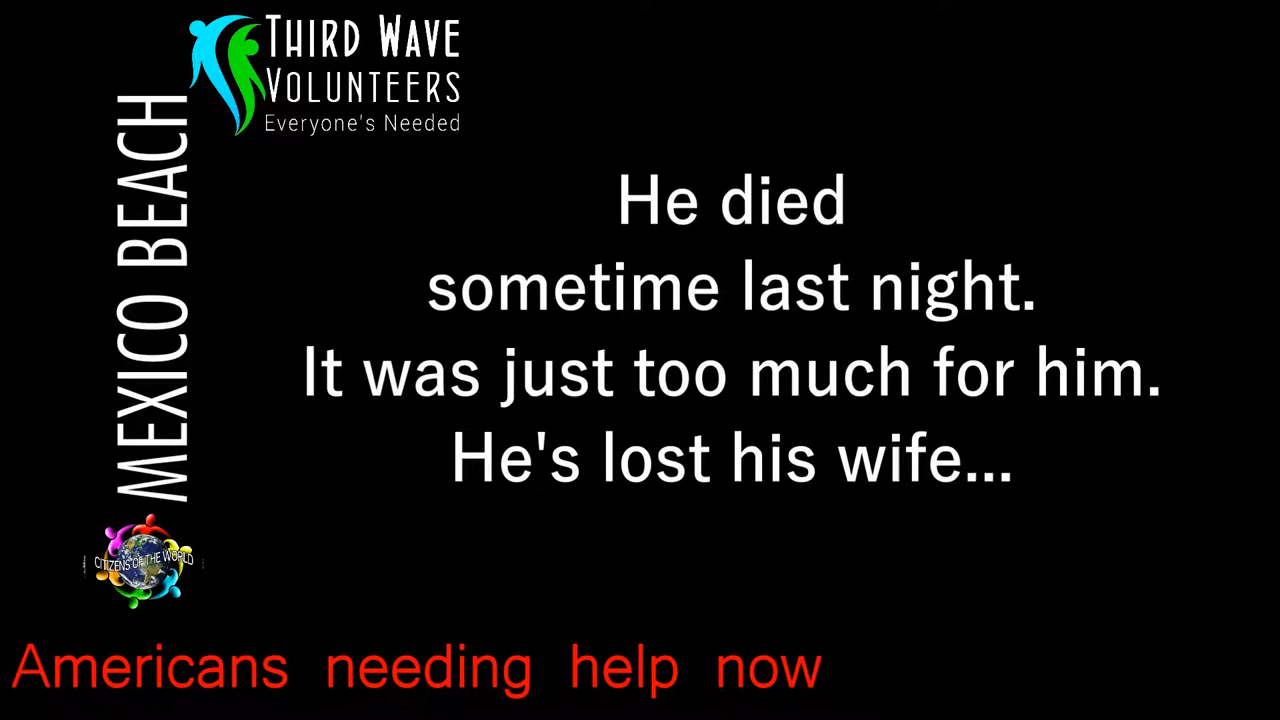 THIRD WAVE
VOLUNTEERS
Everyone's Needed
MEXICO BEACH
He died
sometime last night.
It was just too much for him.
He's lost his wife...
CITIZENS OF THE WORLD
Americans needing help now